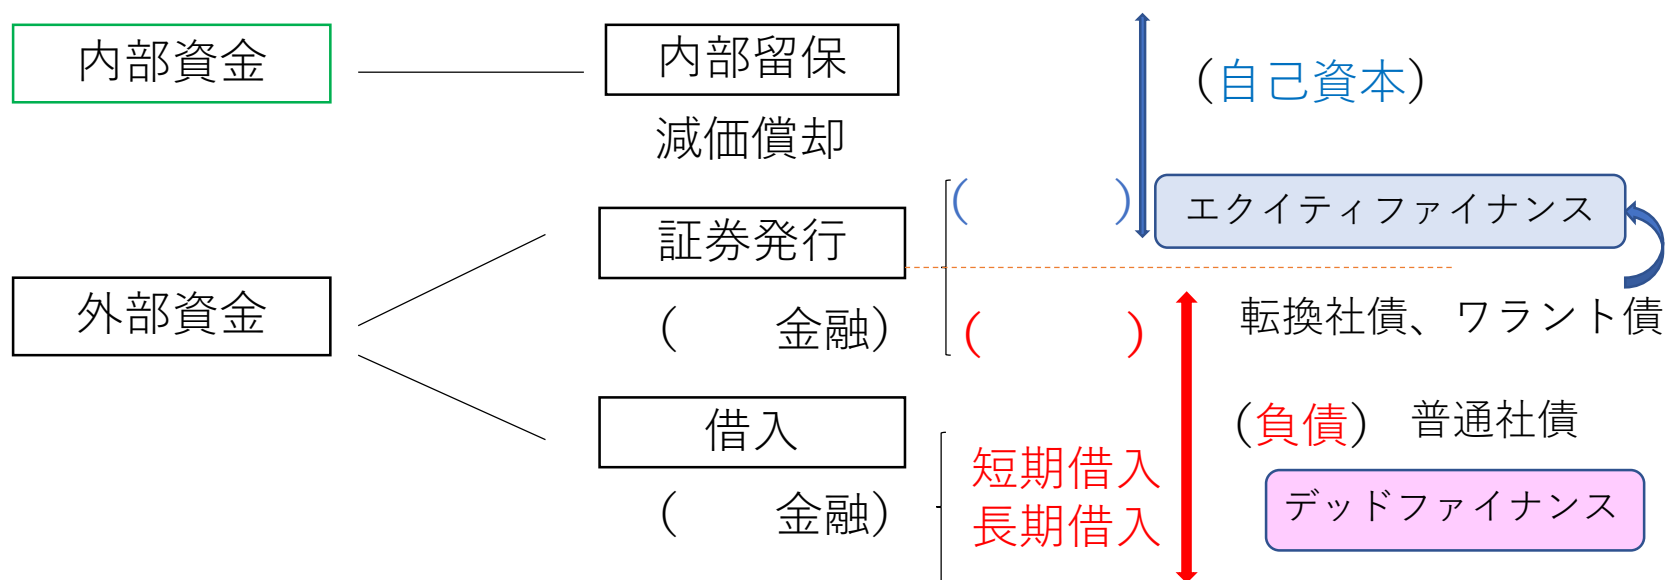 内部資金
内部留保
減価償却
(自己資本)
(　　　)
エクイティファイナンス
証券発行
(　　金融)
(　　　)
外部資金
転換社債、ワラント債
借入
(　　金融)
短期借入
長期借入
(負債)
普通社債
デッドファイナンス